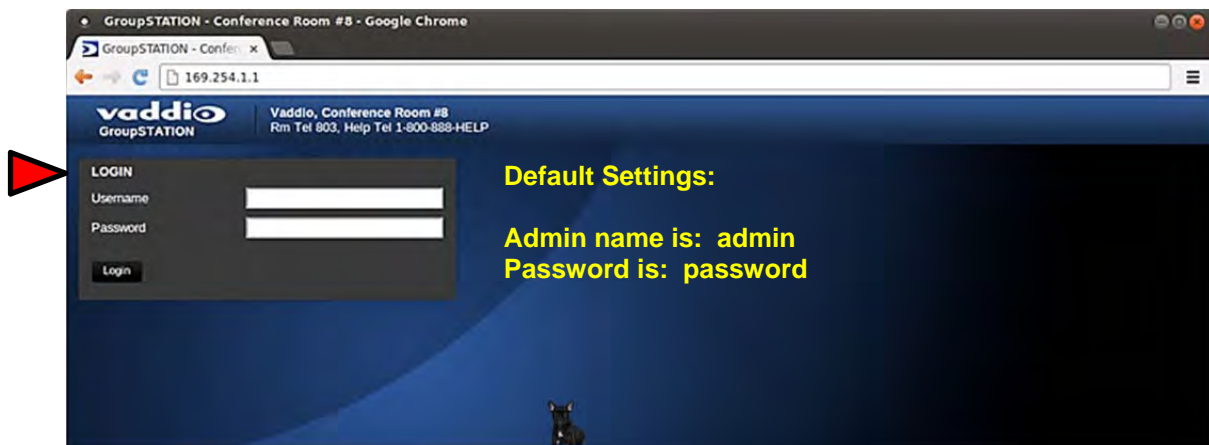 GroupSTATION - Conference Room #8 - Google Chrome
GroupSTATION - Confer
169.254.1.1
vaddio
GroupSTATION
Vaddio, Conference Room #8
Rm Tel 803, Help Tel 1-800-888-HELP
LOGIN
Username
Password
Login
Default Settings:
Admin name is: admin
Password is: password